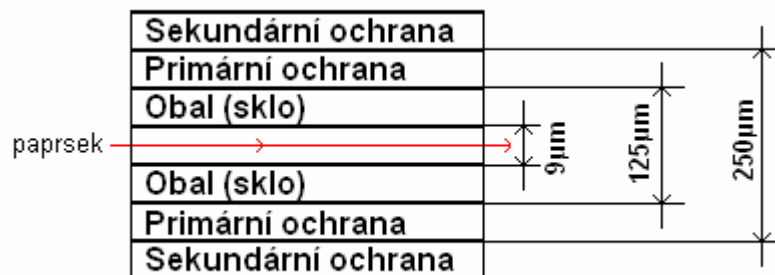 Sekundární ochrana
Primární ochrana
Obal (sklo)
paprsek
9µm
125µm
250µm
Obal (sklo)
Primární ochrana
Sekundární ochrana